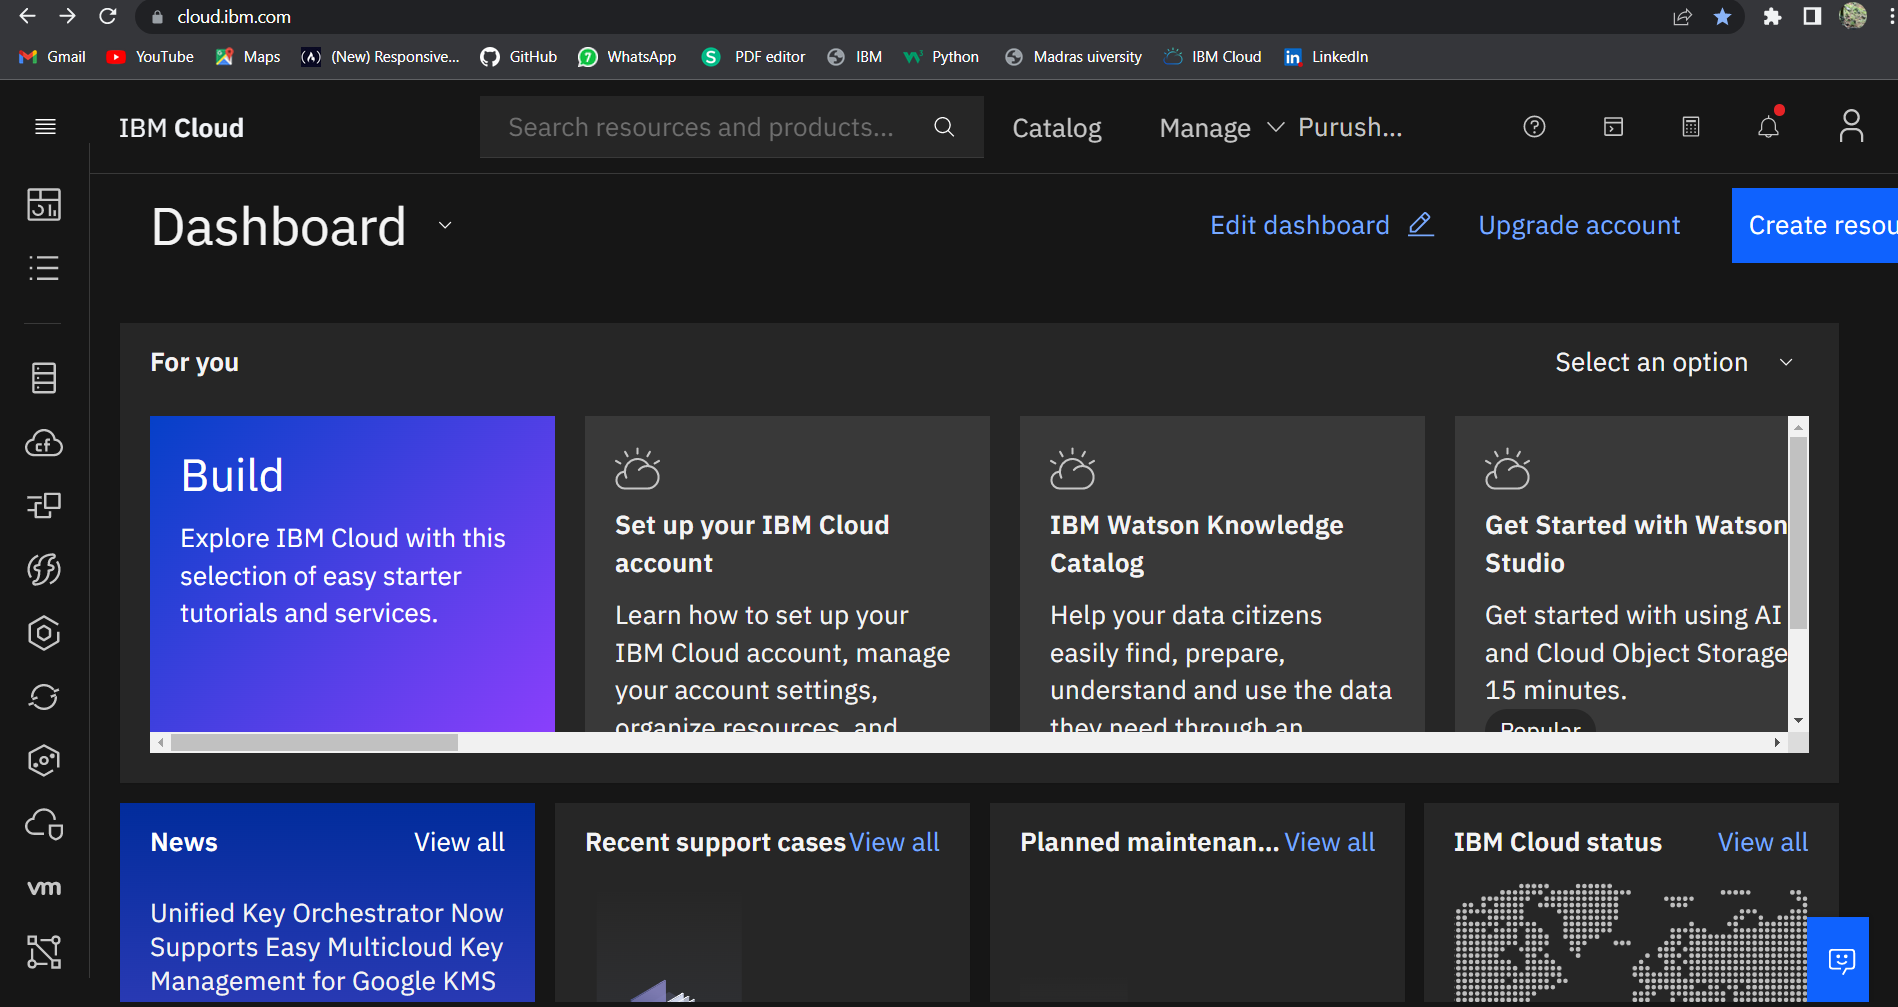 cloud.ibm.com
Gmail YouTube Maps (New) Responsive... GitHub WhatsApp PDF editor IBM Python Madras uiversity IBM Cloud LinkedIn
IBM Cloud Search resources and products... Catalog Manage Purush...
Dashboard Edit dashboard Upgrade account Create resou
For you Select an option
Build
Explore IBM Cloud with this
selection of easy starter
tutorials and services.
Set up your IBM Cloud
account
Learn how to set up your
IBM Cloud account, manage
your account settings,
organize resources, and
IBM Watson Knowledge
Catalog
Help your data citizens
easily find, prepare,
understand and use the data
they need through an
Get Started with Watson
Studio
Get started with using AI
and Cloud Object Storage
15 minutes.
Popular
cf
vm
News View all
Unified Key Orchestrator Now
Supports Easy Multicloud Key
Management for Google KMS
Recent support cases View all
Planned maintenan... View all
IBM Cloud status View all